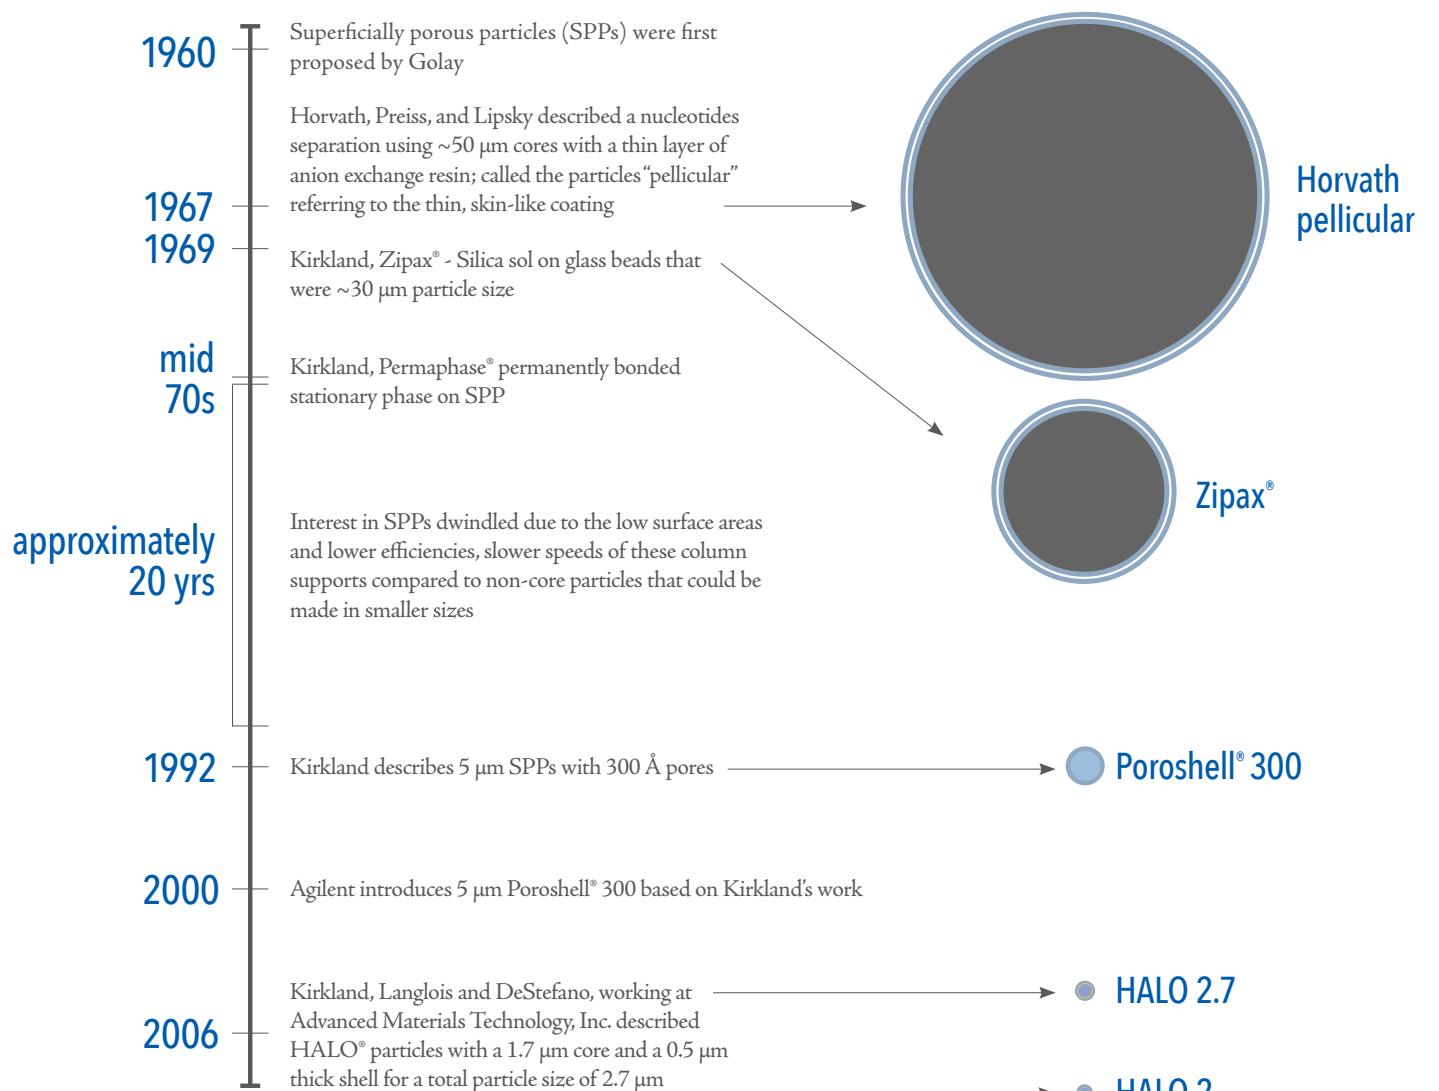 1960
Superficially porous particles (SPPs) were first
proposed by Golay
Horvath, Preiss, and Lipsky described a nucleotides
separation using ~50 µm cores with a thin layer of
anion exchange resin; called the particles “pellicular”
1967
referring to the thin, skin-like coating
Horvath
pellicular
1969
Kirkland, Zipax® - Silica sol on glass beads that
were ~30 µm particle size
mid
70s
Kirkland, Permaphase® permanently bonded
stationary phase on SPP
Zipax®
approximately
20 yrs
Interest in SPPs dwindled due to the low surface areas
and lower efficiencies, slower speeds of these column
supports compared to non-core particles that could be
made in smaller sizes
1992
Kirkland describes 5 µm SPPs with 300 Å pores
Poroshell® 300
2000
Agilent introduces 5 µm Poroshell® 300 based on Kirkland’s work
2006
Kirkland, Langlois and DeStefano, working at
Advanced Materials Technology, Inc. described
HALO® particles with a 1.7 µm core and a 0.5 µm
thick shell for a total particle size of 2.7 µm
HALO 2.7
HALO 2